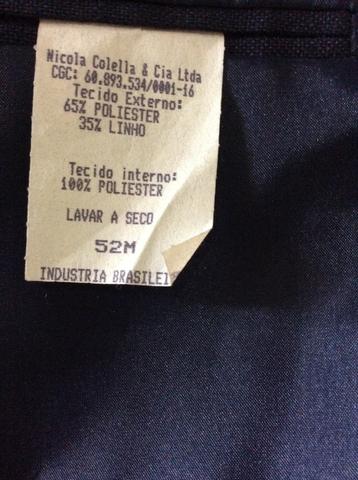 Nicola Colella & Cia Ltda
CGC: 60.893.534/0001-16
Tecido Externo:
65% POLIESTER
35% LINHO
Tecido interno:
100% POLIESTER
LAVAR A SECO
52M
INDUSTRIA BRASILEI